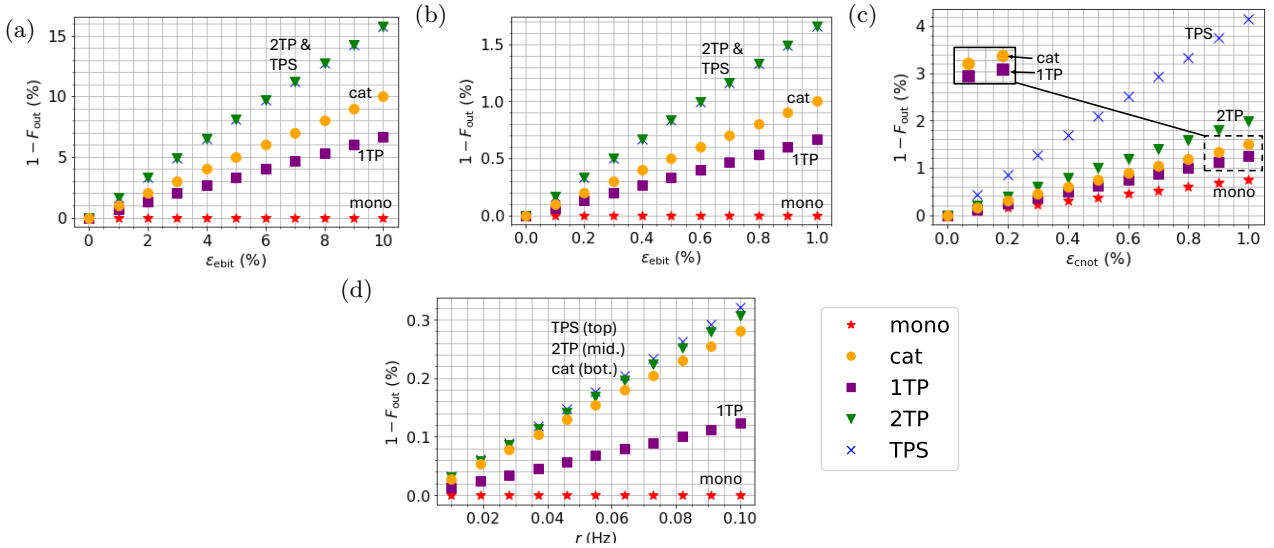 (a)
15
10
5
0
1 − F_out (%)
2TP &
TPS
cat
1TP
mono
0 2 4 6 8 10
ε_ebit (%)
(b)
1.5
1.0
0.5
0.0
1 − F_out (%)
2TP &
TPS
cat
1TP
mono
0.0 0.2 0.4 0.6 0.8 1.0
ε_ebit (%)
(c)
4
3
2
1
0
1 − F_out (%)
TPS
cat
1TP
2TP
mono
0.0 0.2 0.4 0.6 0.8 1.0
ε_cnot (%)
(d)
0.3
0.2
0.1
0.0
1 − F_out (%)
TPS (top)
2TP (mid.)
cat (bot.)
1TP
mono
0.02 0.04 0.06 0.08 0.10
r (Hz)
mono
cat
1TP
2TP
TPS